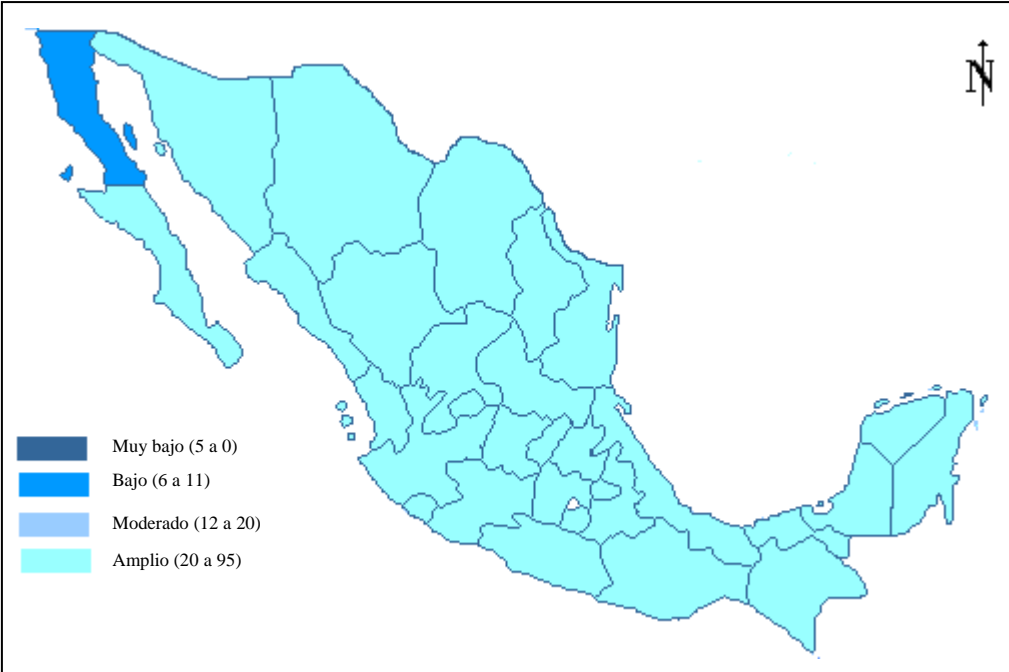 N
Muy bajo (5 a 0)
Bajo (6 a 11)
Moderado (12 a 20)
Amplio (20 a 95)